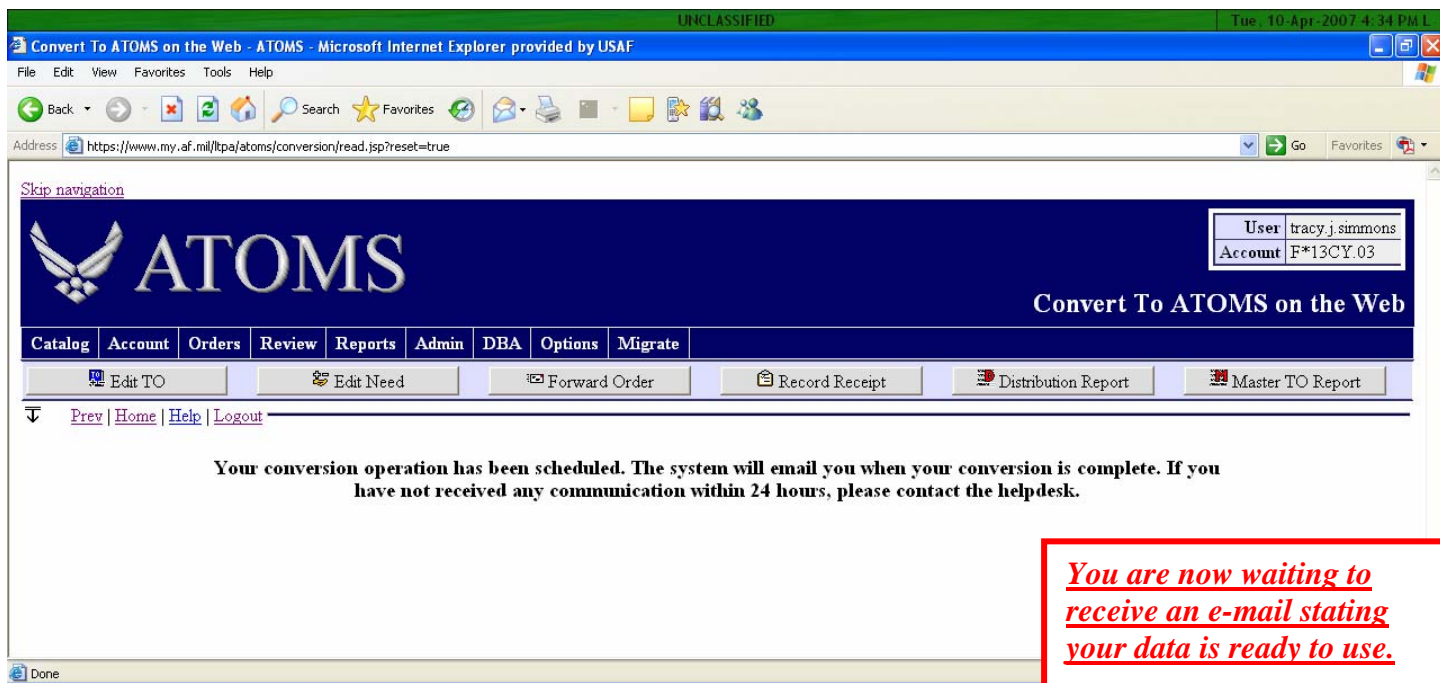 UNCLASSIFIED Tue, 10-Apr-2007 4:34 PM L
Convert To ATOMS on the Web - ATOMS - Microsoft Internet Explorer provided by USAF
File Edit View Favorites Tools Help
Back Search Favorites
Address https://www.my.af.mil/ltpa/atoms/conversion/read.jsp?reset=true Go Favorites
Skip navigation
ATOMS
User tracy.j.simmons
Account F*13CY.03
Convert To ATOMS on the Web
Catalog Account Orders Review Reports Admin DBA Options Migrate
Edit TO Edit Need Forward Order Record Receipt Distribution Report Master TO Report
Prev | Home | Help | Logout
Your conversion operation has been scheduled. The system will email you when your conversion is complete. If you
have not received any communication within 24 hours, please contact the helpdesk.
You are now waiting to
receive an e-mail stating
your data is ready to use.
Done